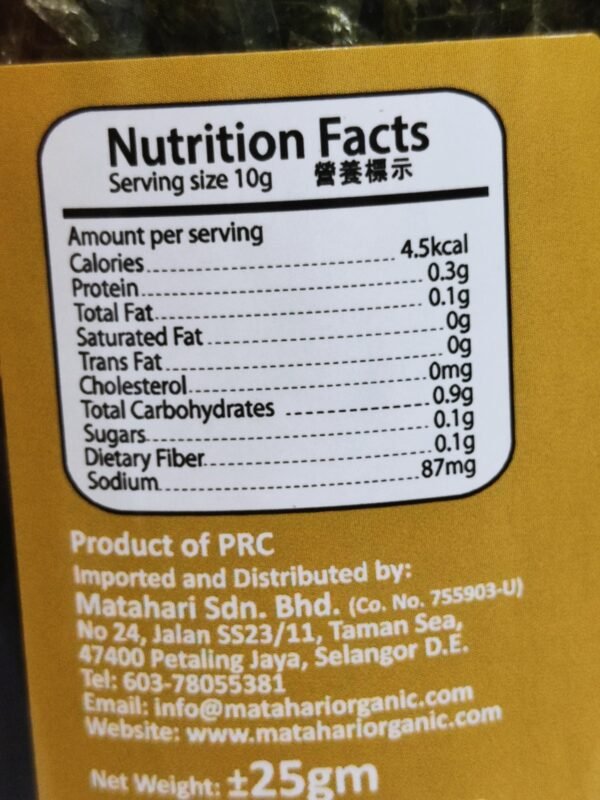 Nutrition Facts
Serving size 10g 營養標示
Amount per serving
Calories 4.5kcal
Protein 0.3g
Total Fat 0.1g
Saturated Fat 0g
Trans Fat 0g
Cholesterol 0mg
Total Carbohydrates 0.9g
Sugars 0.1g
Dietary Fiber 0.1g
Sodium 87mg
Product of PRC
Imported and Distributed by:
Matahari Sdn. Bhd. (Co. No. 755903-U)
No 24, Jalan SS23/11, Taman Sea,
47400 Petaling Jaya, Selangor D.E.
Tel: 603-78055381
Email: info@matahariorganic.com
Website: www.matahariorganic.com
Net Weight: ±25gm